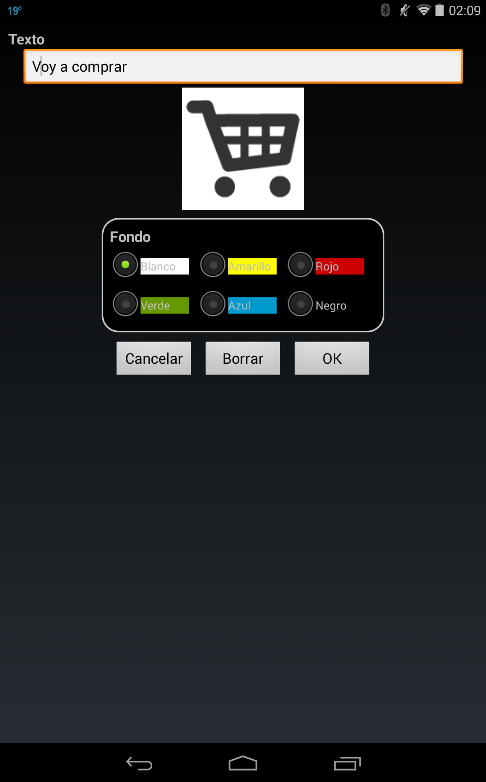 19° 02:09
Texto
Voy a comprar
Fondo
Blanco Amarillo Rojo
Verde Azul Negro
Cancelar Borrar OK